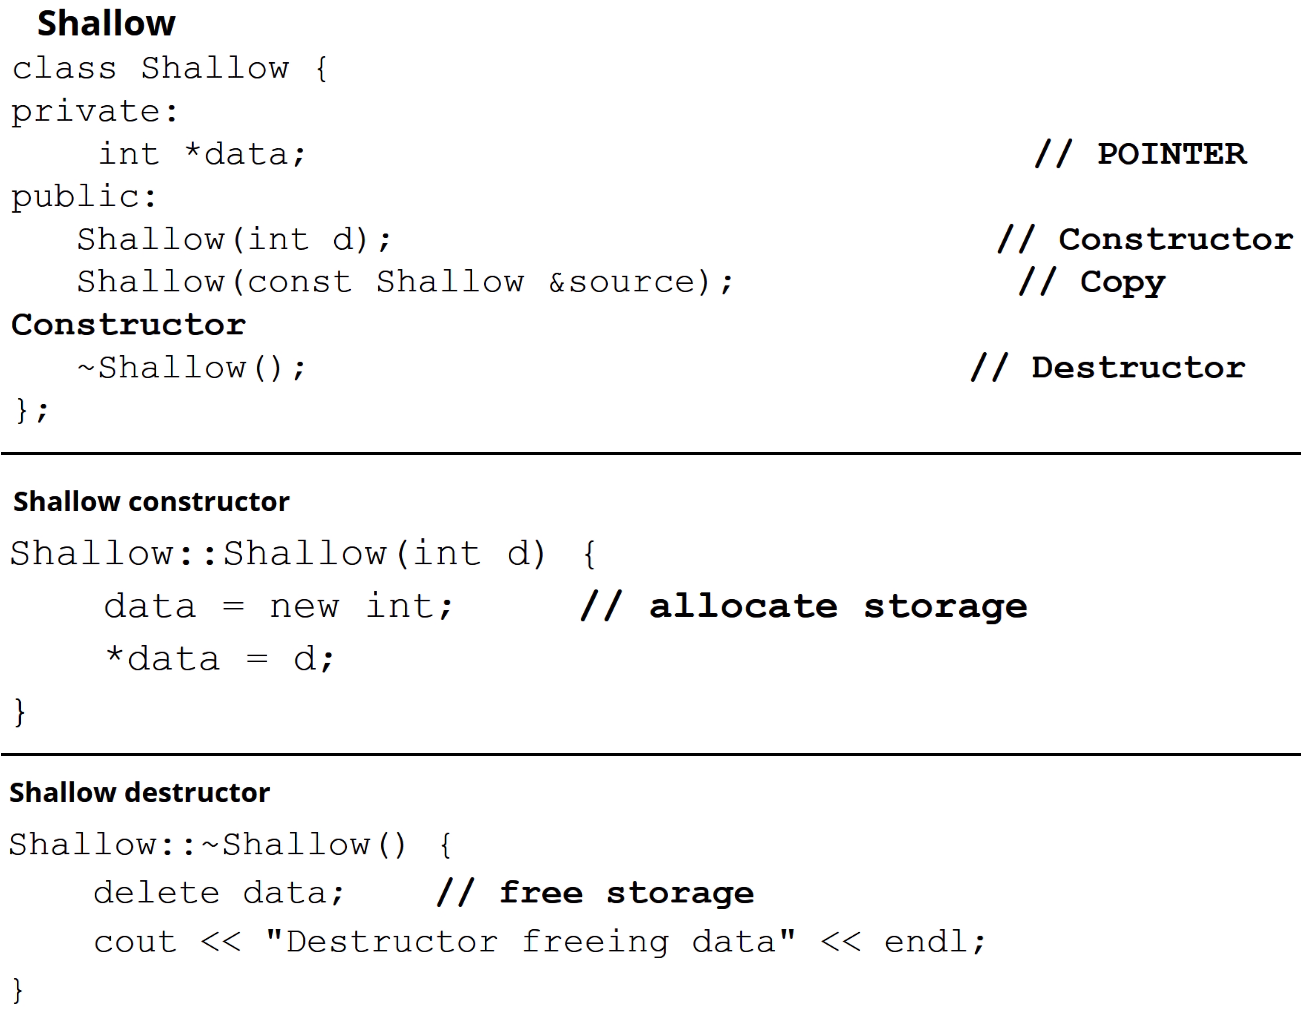 Shallow
class Shallow {
private:
    int *data;                                   // POINTER
public:
   Shallow(int d);                             // Constructor
   Shallow(const Shallow &source);             // Copy
Constructor
   ~Shallow();                               // Destructor
};
Shallow constructor
Shallow::Shallow(int d) {
    data = new int;     // allocate storage
    *data = d;
}
Shallow destructor
Shallow::~Shallow() {
    delete data;    // free storage
    cout << "Destructor freeing data" << endl;
}